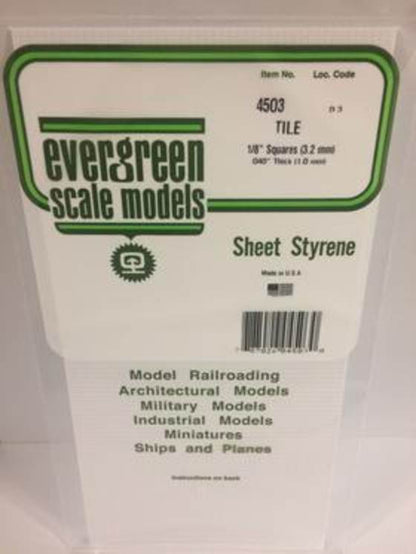 Item No. Loc. Code
4503
TILE
1/8" Squares (3.2 mm)
.040" Thick (1.0 mm)
evergreen
scale models
Sheet Styrene
Made in U.S.A
Model Railroading
Architectural Models
Military Models
Industrial Models
Miniatures
Ships and Planes
Instructions on back